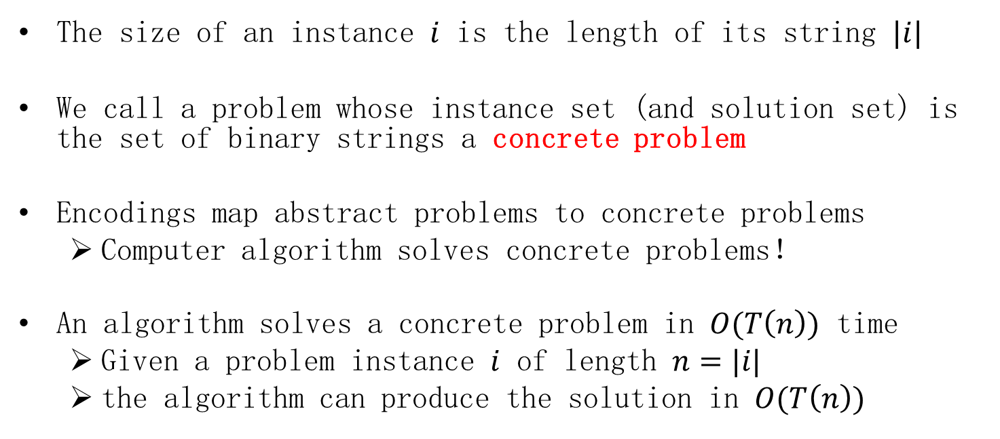 • The size of an instance i is the length of its string |i|
• We call a problem whose instance set (and solution set) is
the set of binary strings a concrete problem
• Encodings map abstract problems to concrete problems
➢ Computer algorithm solves concrete problems!
• An algorithm solves a concrete problem in O(T(n)) time
➢ Given a problem instance i of length n = |i|
➢ the algorithm can produce the solution in O(T(n))